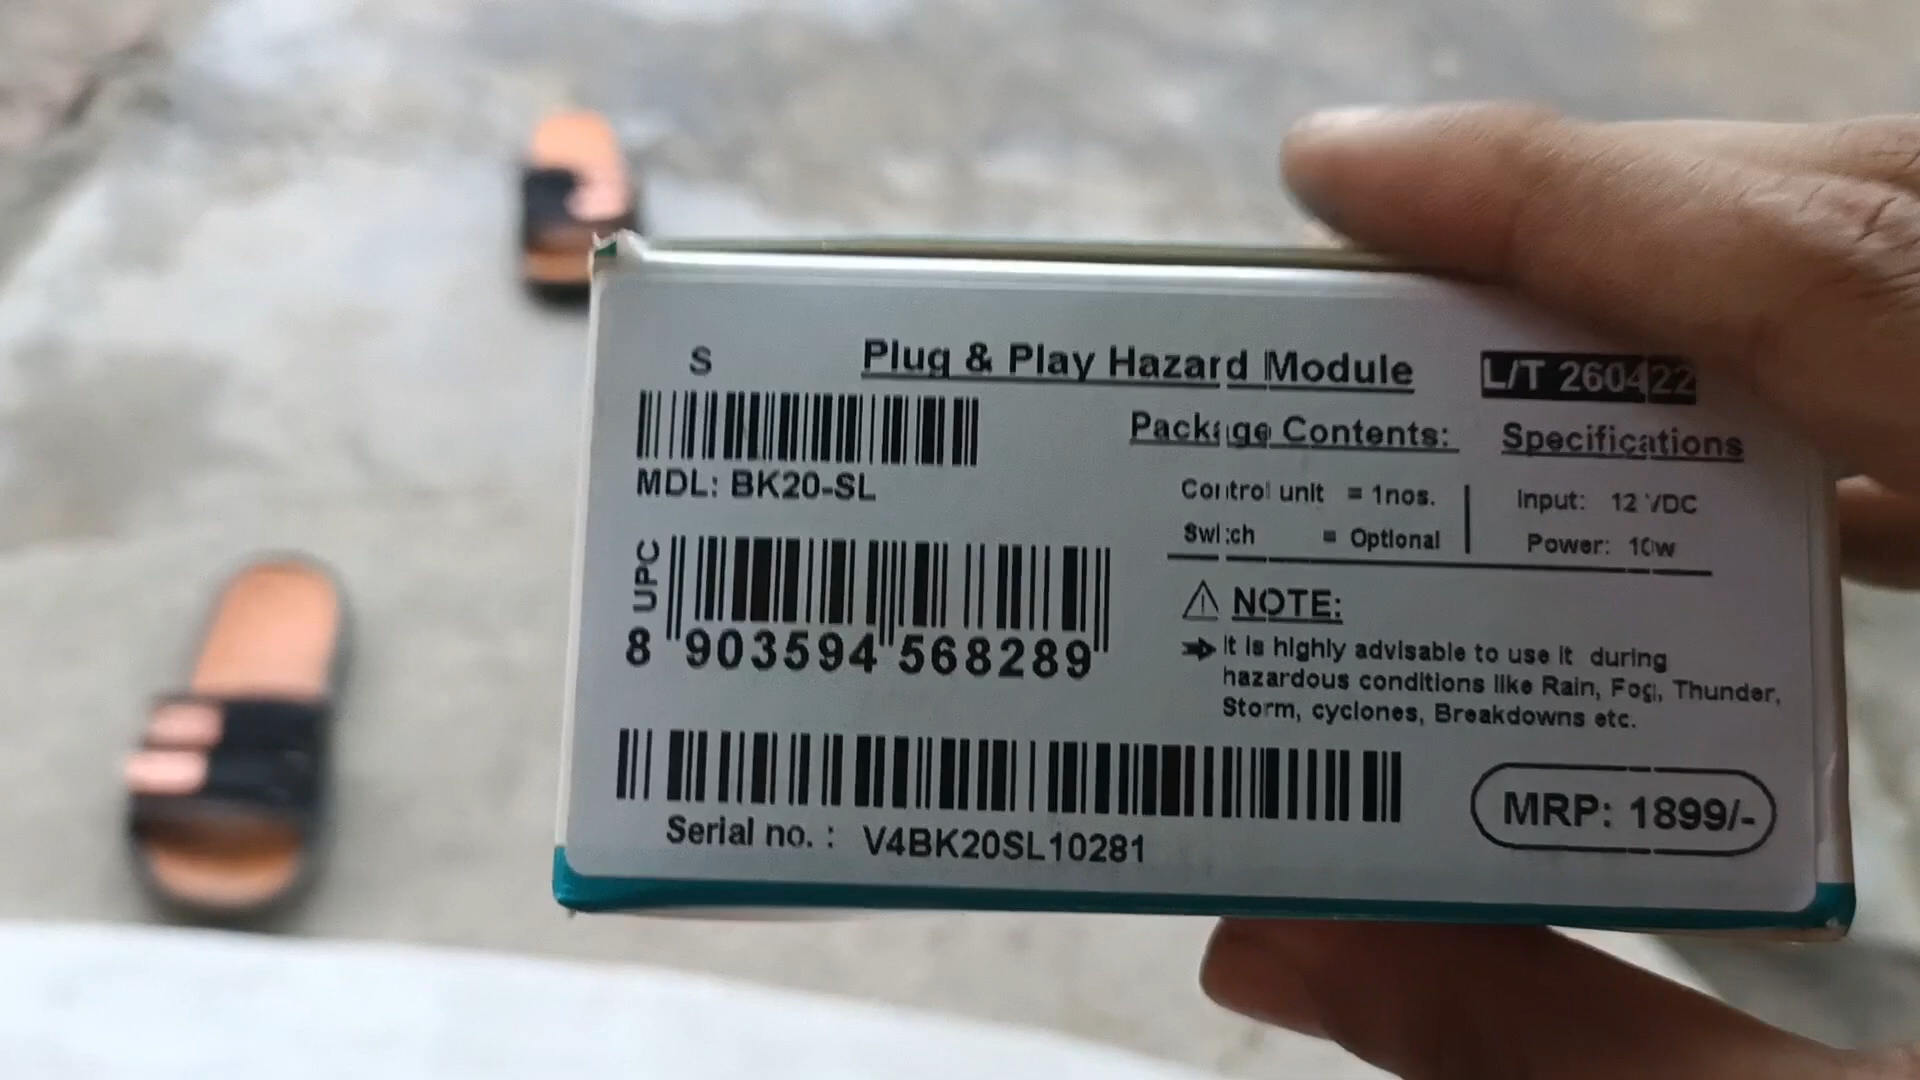 S
Plug & Play Hazard Module
L/T 260422
MDL: BK20-SL
Package Contents:
Control unit = 1nos.
Switch = Optional
Specifications
Input: 12 VDC
Power: 10w
UPC
8 903594 568289
NOTE:
It is highly advisable to use it during
hazardous conditions like Rain, Fog, Thunder,
Storm, cyclones, Breakdowns etc.
Serial no. : V4BK20SL10281
MRP: 1899/-